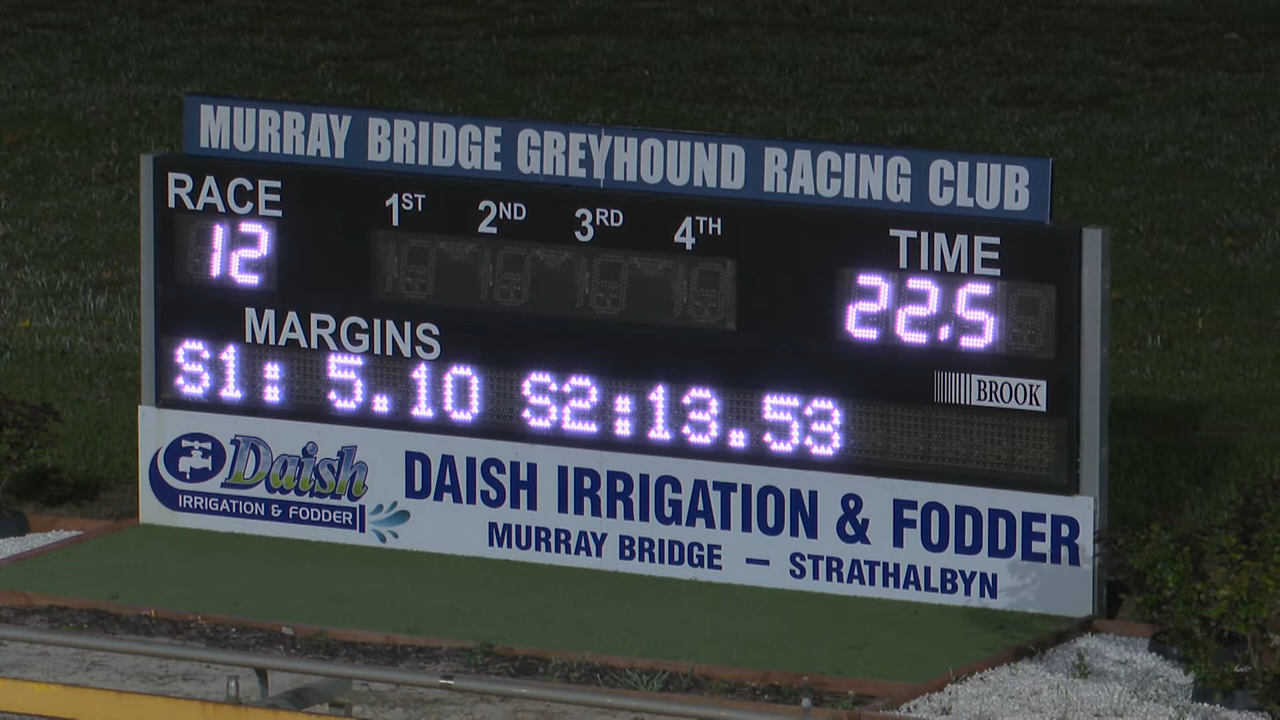 MURRAY BRIDGE GREYHOUND RACING CLUB
RACE 1ST 2ND 3RD 4TH TIME
12 22.5
MARGINS
S1: 5.10 S2:13.53
BROOK
Daish
IRRIGATION & FODDER
DAISH IRRIGATION & FODDER
MURRAY BRIDGE — STRATHALBYN